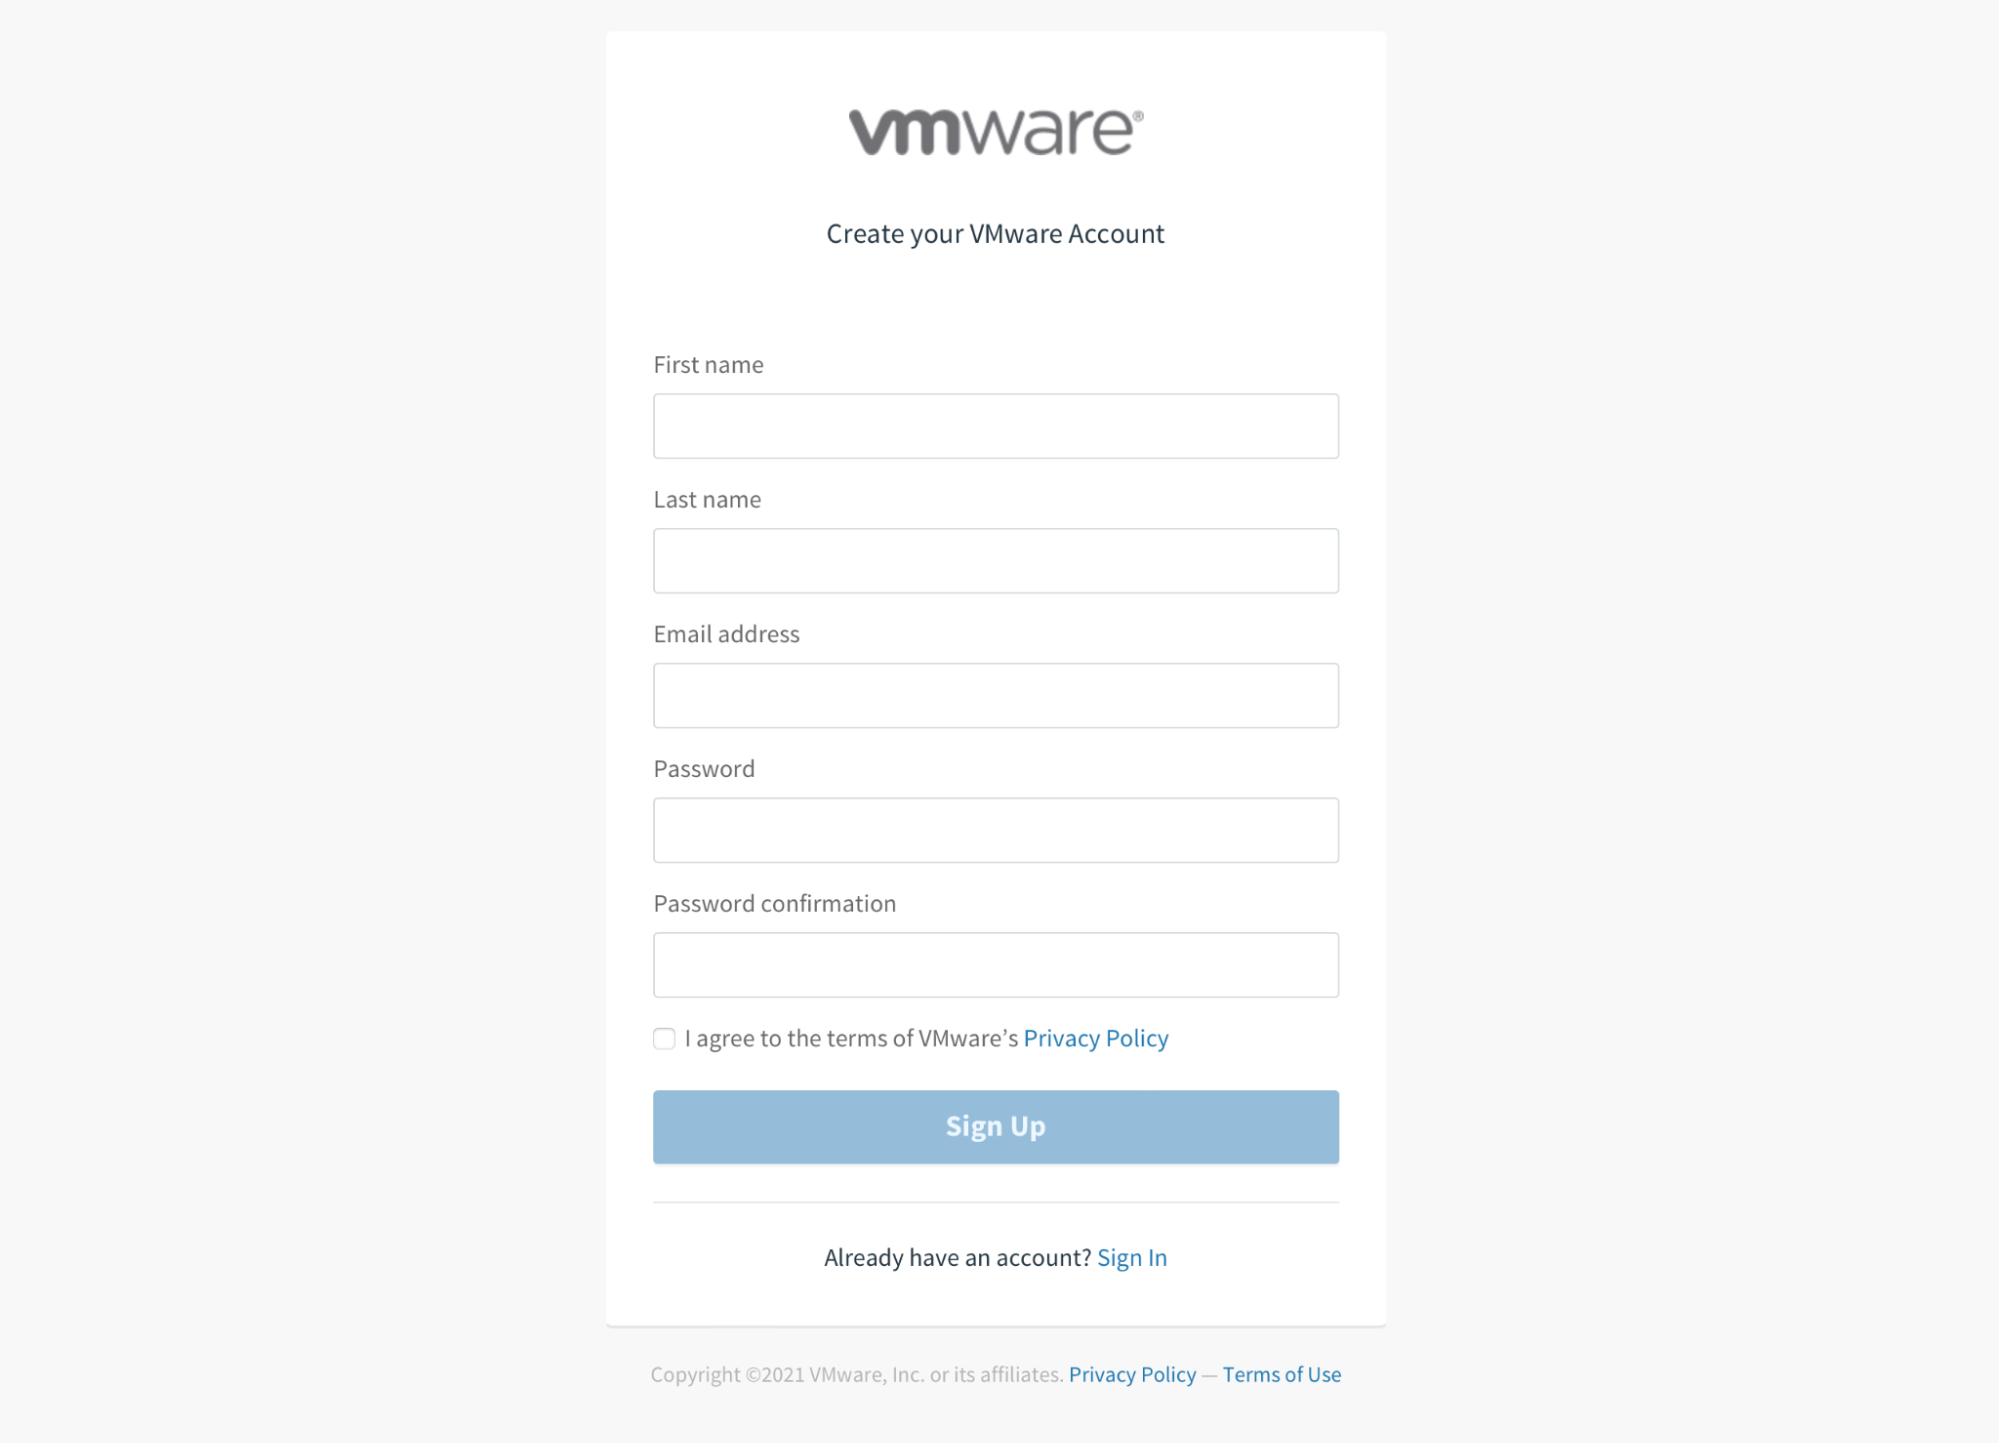 vmware®
Create your VMware Account
First name
Last name
Email address
Password
Password confirmation
I agree to the terms of VMware’s Privacy Policy
Sign Up
Already have an account? Sign In
Copyright ©2021 VMware, Inc. or its affiliates. Privacy Policy — Terms of Use